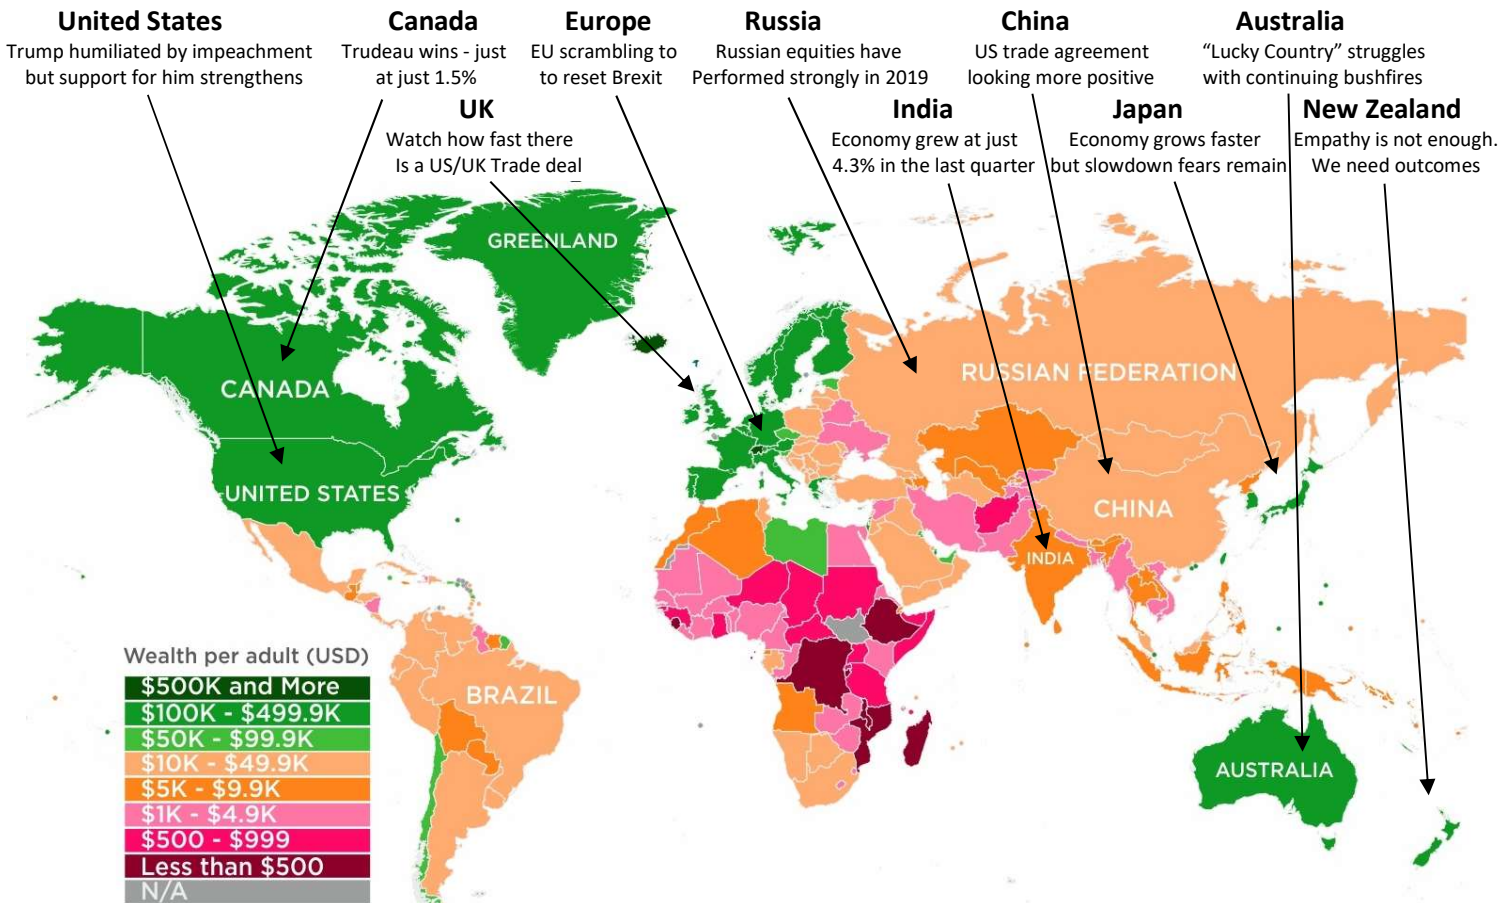 United States
Trump humiliated by impeachment
but support for him strengthens
Canada
Trudeau wins - just
at just 1.5%
Europe
EU scrambling to
to reset Brexit
Russia
Russian equities have
Performed strongly in 2019
China
US trade agreement
looking more positive
Australia
“Lucky Country” struggles
with continuing bushfires
UK
Watch how fast there
Is a US/UK Trade deal
India
Economy grew at just
4.3% in the last quarter
Japan
Economy grows faster
but slowdown fears remain
New Zealand
Empathy is not enough.
We need outcomes
GREENLAND
CANADA
RUSSIAN FEDERATION
UNITED STATES
CHINA
INDIA
BRAZIL
AUSTRALIA
Wealth per adult (USD)
$500K and More
$100K - $499.9K
$50K - $99.9K
$10K - $49.9K
$5K - $9.9K
$1K - $4.9K
$500 - $999
Less than $500
N/A